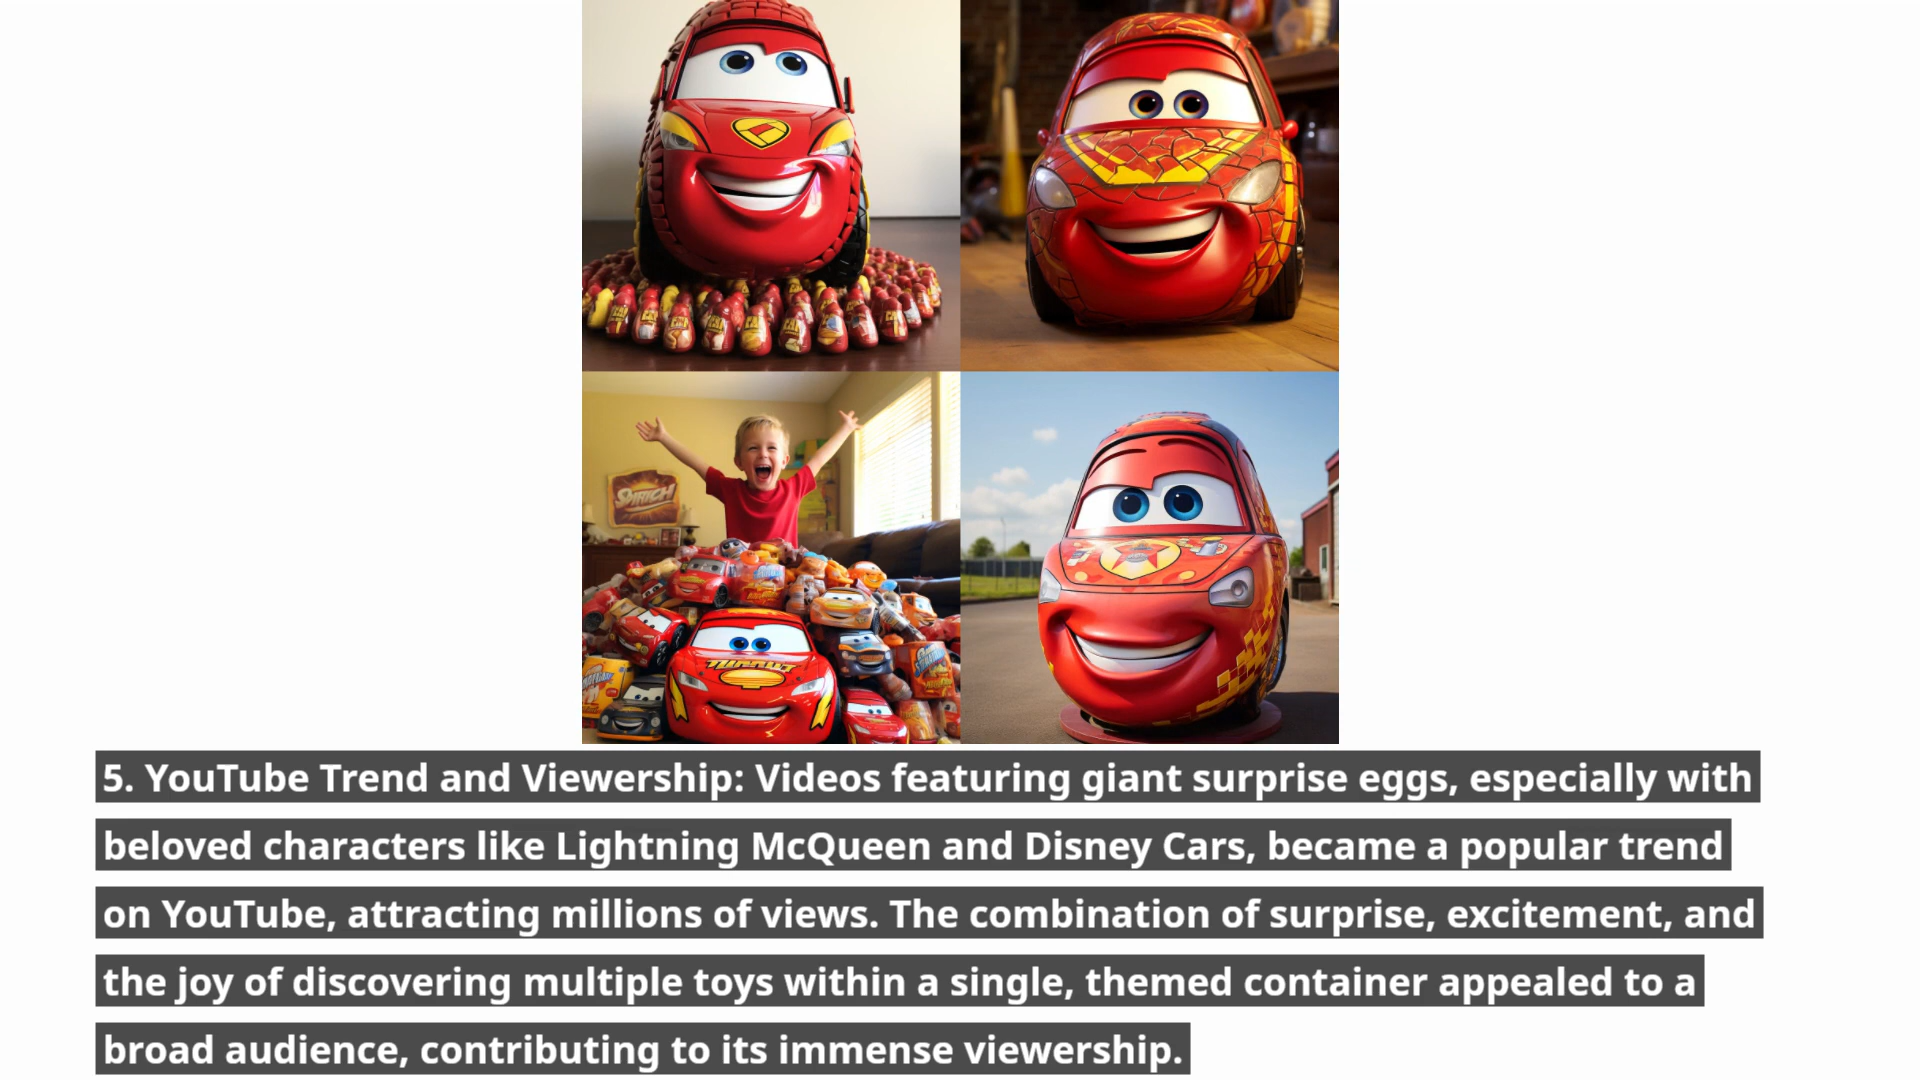 5. YouTube Trend and Viewership: Videos featuring giant surprise eggs, especially with
beloved characters like Lightning McQueen and Disney Cars, became a popular trend
on YouTube, attracting millions of views. The combination of surprise, excitement, and
the joy of discovering multiple toys within a single, themed container appealed to a
broad audience, contributing to its immense viewership.